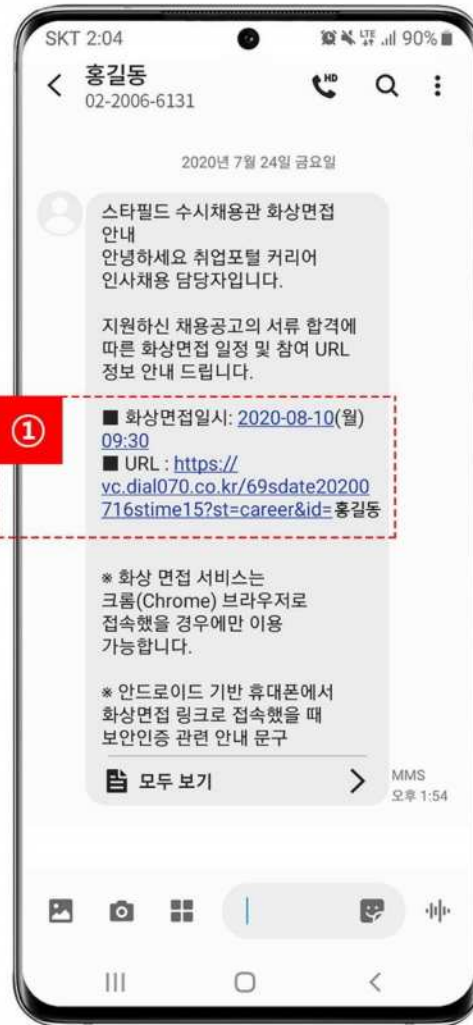 SKT 2:04 LTE 90%
홍길동
HD
02-2006-6131
2020년 7월 24일 금요일
스타필드 수시채용관 화상면접
안내
안녕하세요 취업포털 커리어
인사채용 담당자입니다.
지원하신 채용공고의 서류 합격에
따른 화상면접 일정 및 참여 URL
정보 안내 드립니다.
①
■ 화상면접일시: 2020-08-10(월)
09:30
■ URL : https://
vc.dial070.co.kr/69sdate20200
716stime15?st=career&id=홍길동
※ 화상 면접 서비스는
크롬(Chrome) 브라우저로
접속했을 경우에만 이용
가능합니다.
※ 안드로이드 기반 휴대폰에서
화상면접 링크로 접속했을 때
보안인증 관련 안내 문구
모두 보기
MMS
오후 1:54